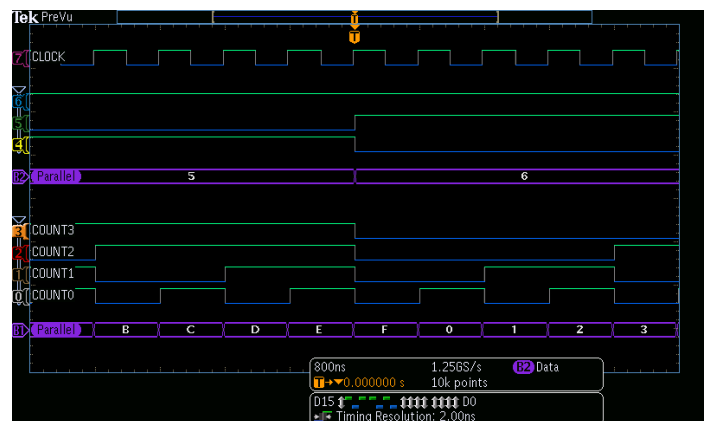 Tek PreVu
T
T
7 CLOCK
6
5
4
B2 Parallel 5 6
3 COUNT3
2 COUNT2
1 COUNT1
0 COUNT0
B1 Parallel B C D E F 0 1 2 3
800ns 1.25GS/s B2 Data
T→▼0.000000 s 10k points
D15 D0
Timing Resolution: 2.00ns